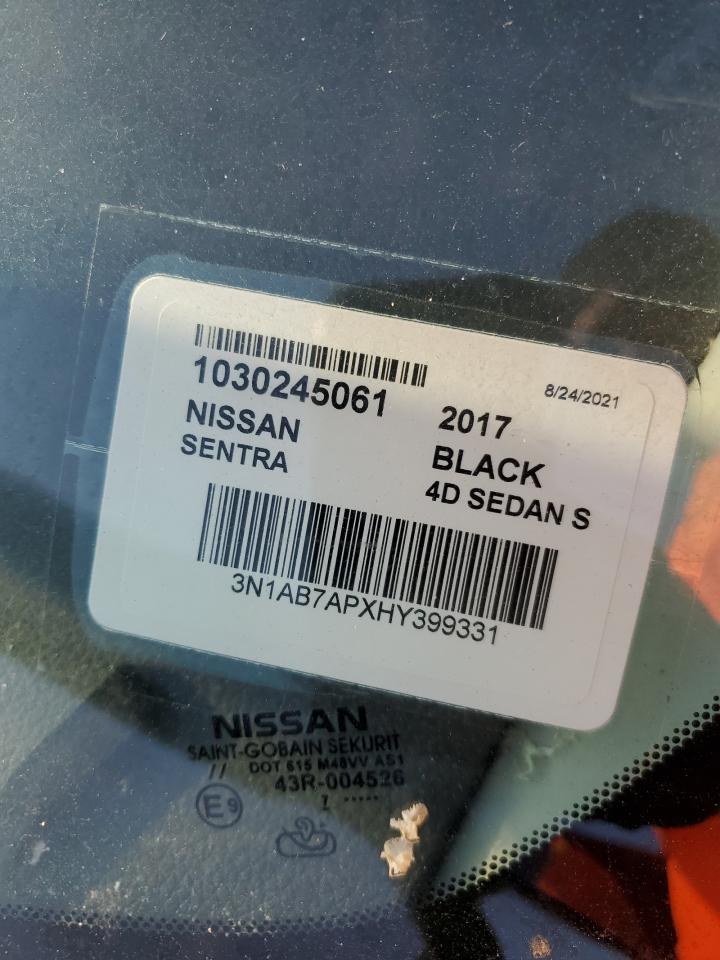 1030245061
8/24/2021
NISSAN
2017
SENTRA
BLACK
4D SEDAN S
3N1AB7APXHY399331
NISSAN
SAINT-GOBAIN SEKURIT
// DOT 615 M48VV AS1
43R-004526
E9
I .....